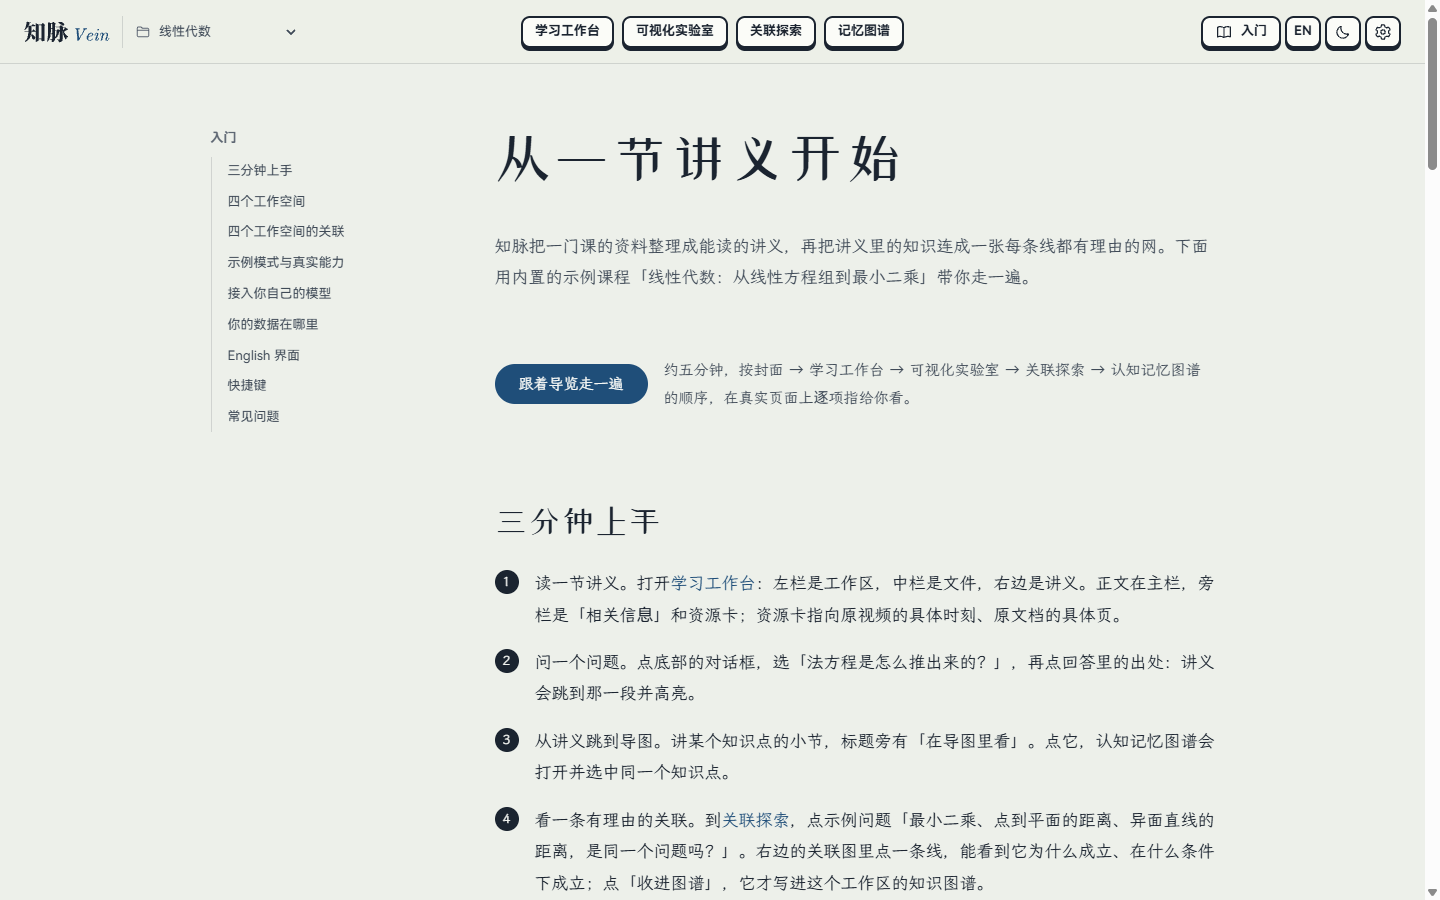 知脉 Vein
线性代数
学习工作台
可视化实验室
关联探索
记忆图谱
入门
EN
入门
三分钟上手
四个工作空间
四个工作空间的关联
示例模式与真实能力
接入你自己的模型
你的数据在哪里
English 界面
快捷键
常见问题
从一节讲义开始
知脉把一门课的资料整理成能读的讲义，再把讲义里的知识连成一张每条线都有理由的网。下面
用内置的示例课程「线性代数：从线性方程组到最小二乘」带你走一遍。
跟着导览走一遍
约五分钟，按封面 → 学习工作台 → 可视化实验室 → 关联探索 → 认知记忆图谱
的顺序，在真实页面上逐项指给你看。
三分钟上手
1 读一节讲义。打开学习工作台：左栏是工作区，中栏是文件，右边是讲义。正文在主栏，旁
栏是「相关信息」和资源卡；资源卡指向原视频的具体时刻、原文档的具体页。
2 问一个问题。点底部的对话框，选「法方程是怎么推出来的？」，再点回答里的出处：讲义
会跳到那一段并高亮。
3 从讲义跳到导图。讲某个知识点的小节，标题旁有「在导图里看」。点它，认知记忆图谱会
打开并选中同一个知识点。
4 看一条有理由的关联。到关联探索，点示例问题「最小二乘、点到平面的距离、异面直线的
距离，是同一个问题吗？」。右边的关联图里点一条线，能看到它为什么成立、在什么条件
下成立；点「收进图谱」，它才写进这个工作区的知识图谱。